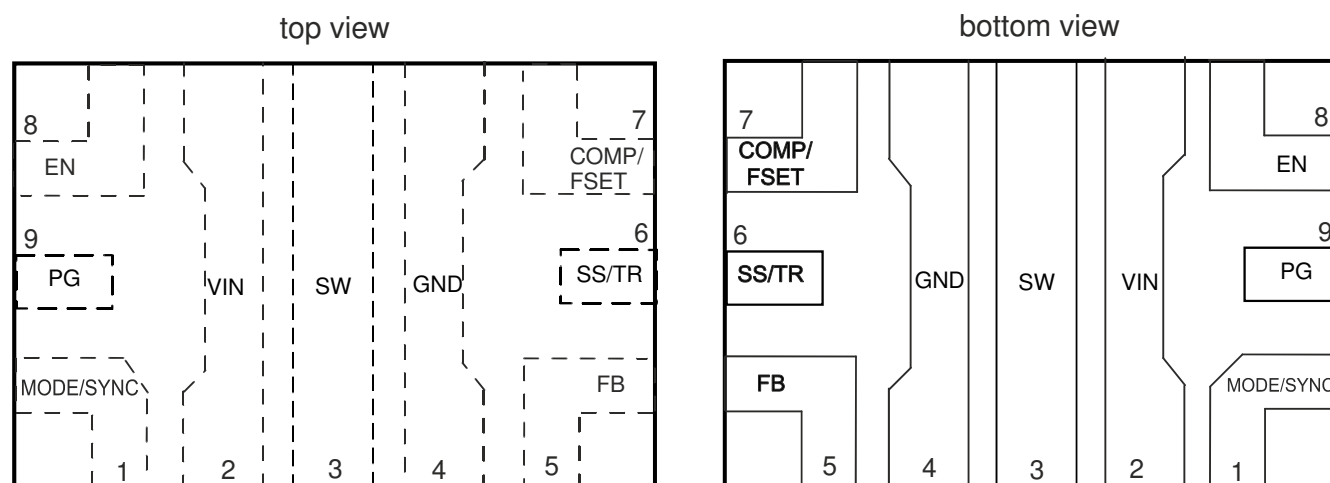 top view
8
7
EN
COMP/
FSET
9
6
PG
VIN
SW
GND
SS/TR
MODE/SYNC
FB
1
2
3
4
5
bottom view
7
8
COMP/
FSET
EN
6
9
SS/TR
GND
SW
VIN
PG
FB
MODE/SYNC
5
4
3
2
1